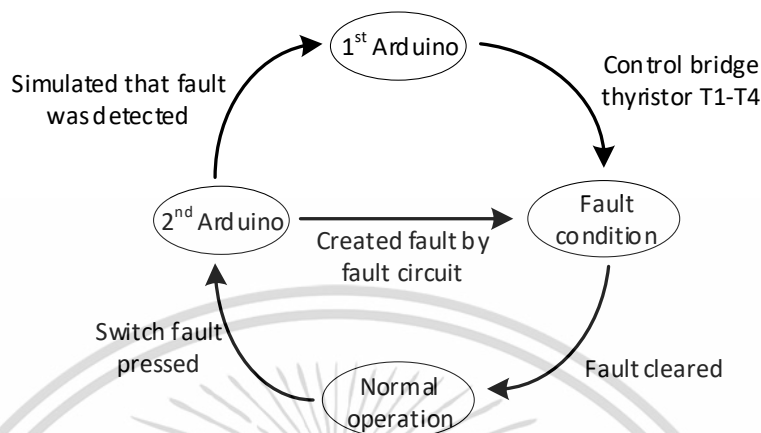 1st Arduino
Simulated that fault
was detected
Control bridge
thyristor T1-T4
2nd Arduino
Created fault by
fault circuit
Fault
condition
Switch fault
pressed
Fault cleared
Normal
operation